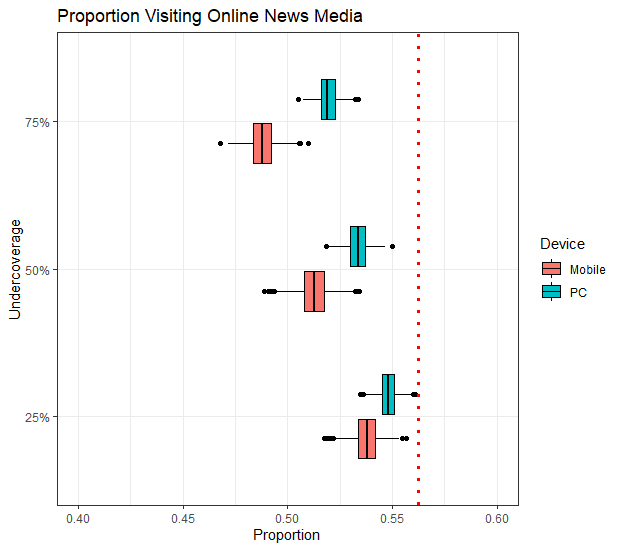 Proportion Visiting Online News Media
75%
50%
25%
Undercoverage
0.40
0.45
0.50
0.55
0.60
Proportion
Device
Mobile
PC